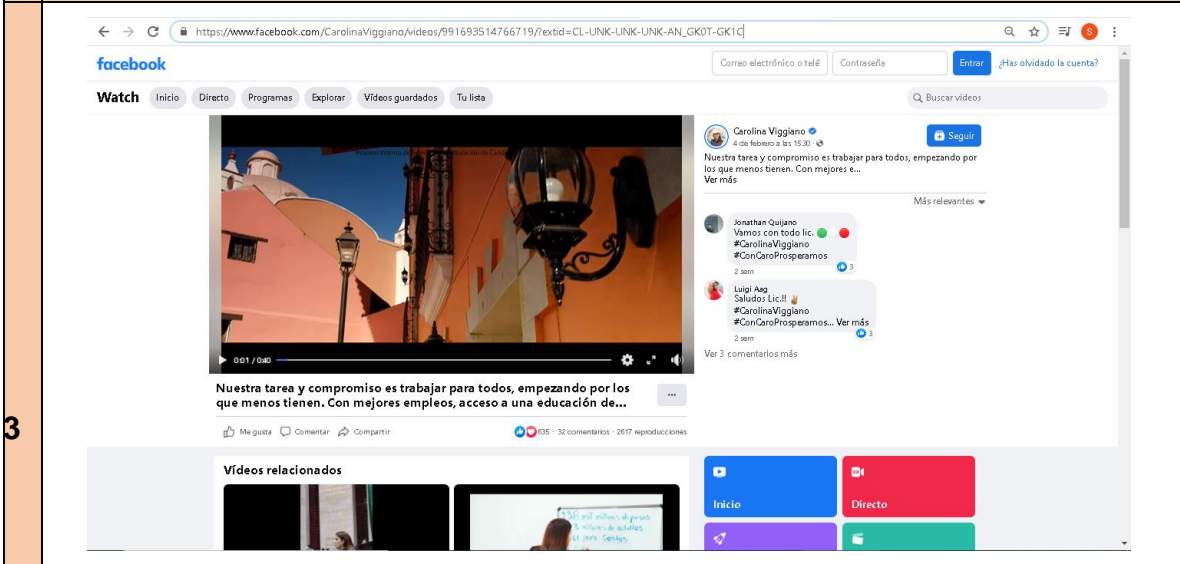 https://www.facebook.com/CarolinaViggiano/videos/991693514766719/?extid=CL-UNK-UNK-UNK-AN_GK0T-GK1C
S
facebook
Correo electrónico o telé
Contraseña
Entrar
¿Has olvidado la cuenta?
Watch
Inicio
Directo
Programas
Explorar
Vídeos guardados
Tu lista
Buscar vídeos
Carolina Viggiano
4 de febrero a las 15:30
Seguir
Nuestra tarea y compromiso es trabajar para todos, empezando por
los que menos tienen. Con mejores e...
Ver más
Más relevantes
Jonathan Quijano
Vamos con todo lic.
#CarolinaViggiano
#ConCaroProsperamos
2 sem
3
Luigi Aag
Saludos Lic.!!
#CarolinaViggiano
#ConCaroProsperamos... Ver más
2 sem
3
Ver 3 comentarios más
0:01 / 0:40
Nuestra tarea y compromiso es trabajar para todos, empezando por los
que menos tienen. Con mejores empleos, acceso a una educación de...
Me gusta
Comentar
Compartir
635 · 32 comentarios · 2617 reproducciones
3
Vídeos relacionados
Inicio
Directo